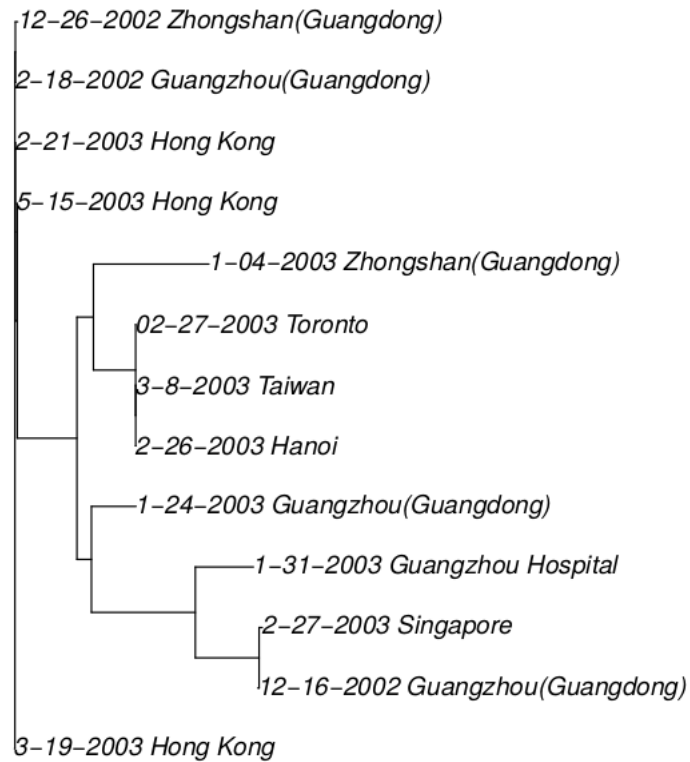 12-26-2002 Zhongshan(Guangdong)
2-18-2002 Guangzhou(Guangdong)
2-21-2003 Hong Kong
5-15-2003 Hong Kong
1-04-2003 Zhongshan(Guangdong)
02-27-2003 Toronto
3-8-2003 Taiwan
2-26-2003 Hanoi
1-24-2003 Guangzhou(Guangdong)
1-31-2003 Guangzhou Hospital
2-27-2003 Singapore
12-16-2002 Guangzhou(Guangdong)
3-19-2003 Hong Kong